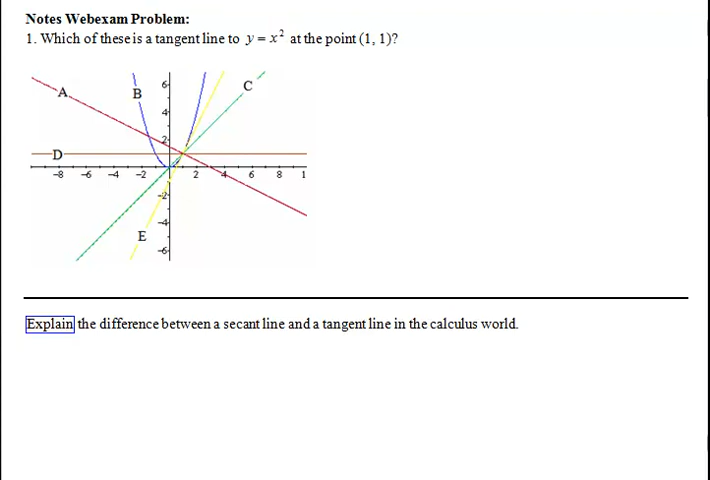 Notes Webexam Problem:
1. Which of these is a tangent line to y = x² at the point (1, 1)?
A
B
C
6
4
2
D
-8 -6 -4 -2 2 4 6 8 1
-2
-4
E
-6
Explain the difference between a secant line and a tangent line in the calculus world.